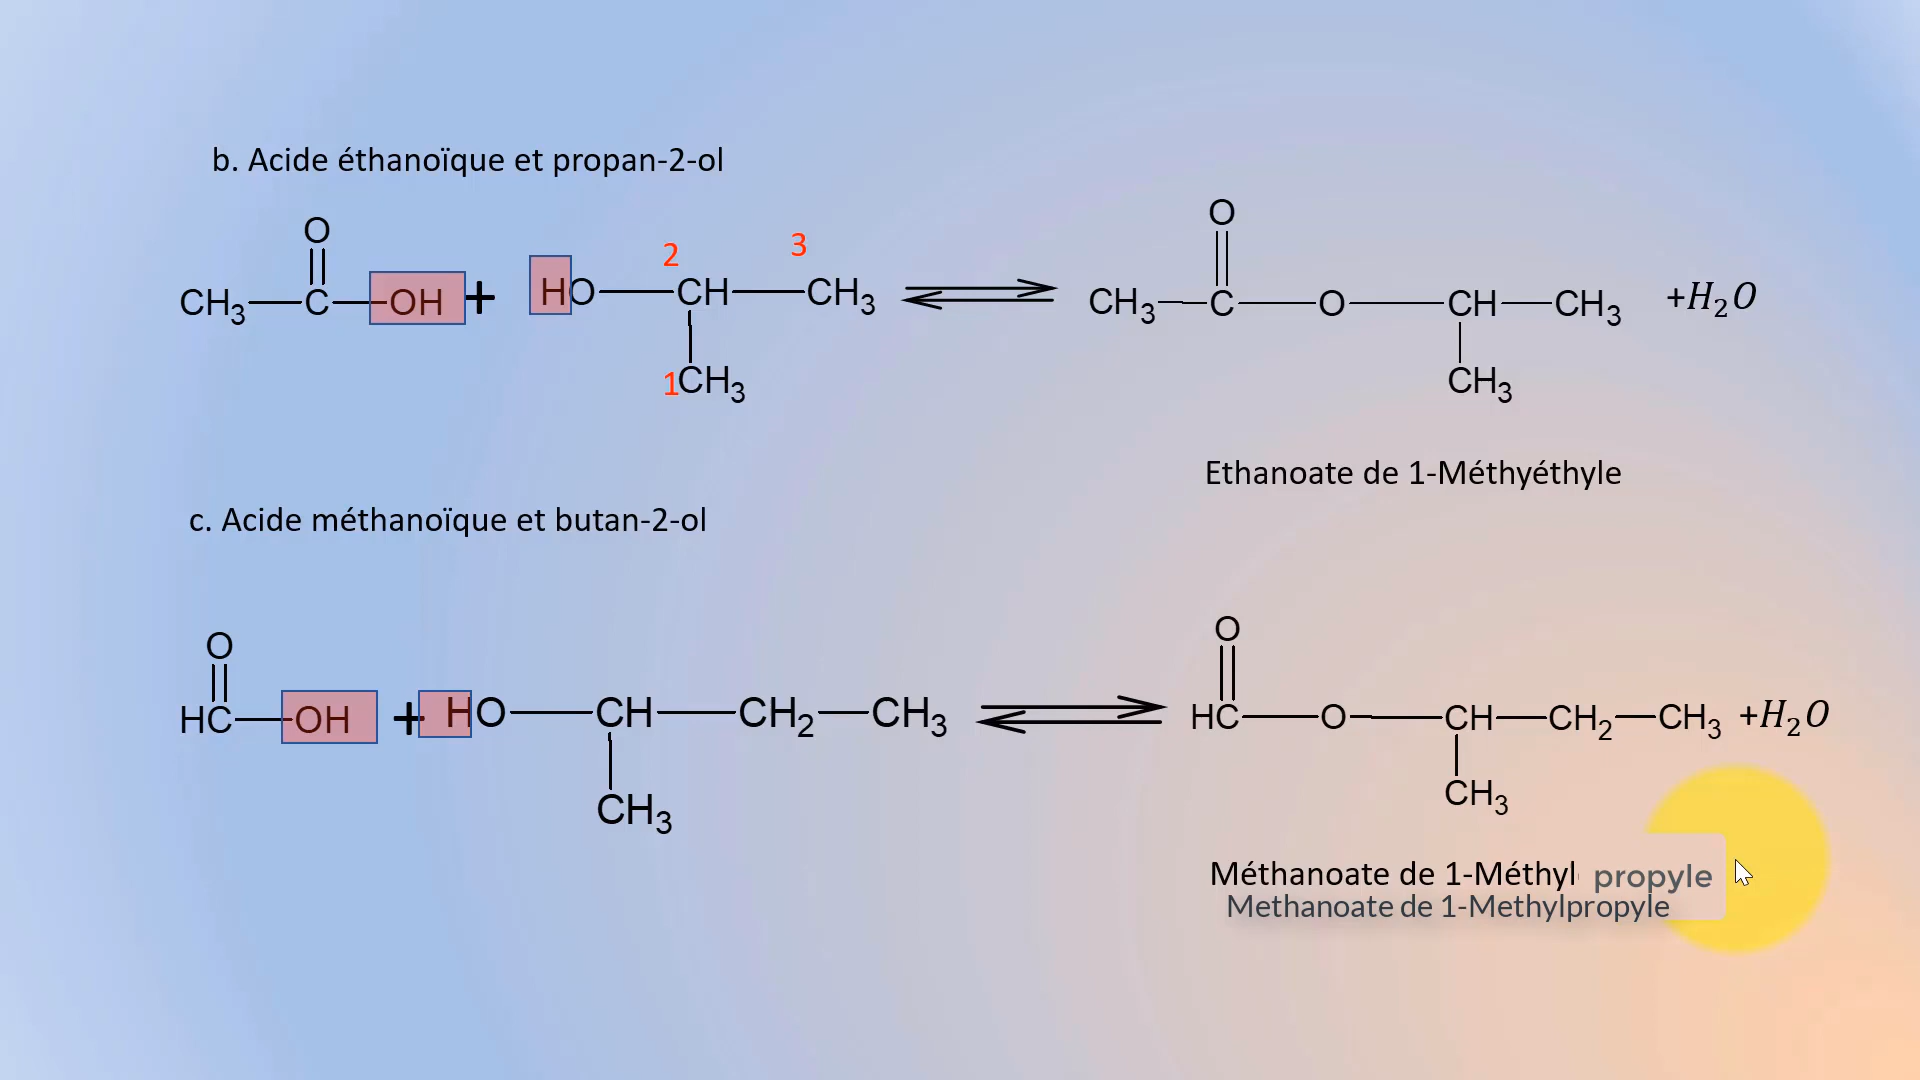 b. Acide éthanoïque et propan-2-ol
O O
2 3
CH3 C OH + HO CH CH3 CH3 C O CH CH3 +H2O
1CH3 CH3
Ethanoate de 1-Méthyéthyle
c. Acide méthanoïque et butan-2-ol
O O
HC OH + HO CH CH2 CH3 HC O CH CH2 CH3 +H2O
CH3 CH3
Méthanoate de 1-Méthyl propyle
Methanoate de 1-Methylpropyle